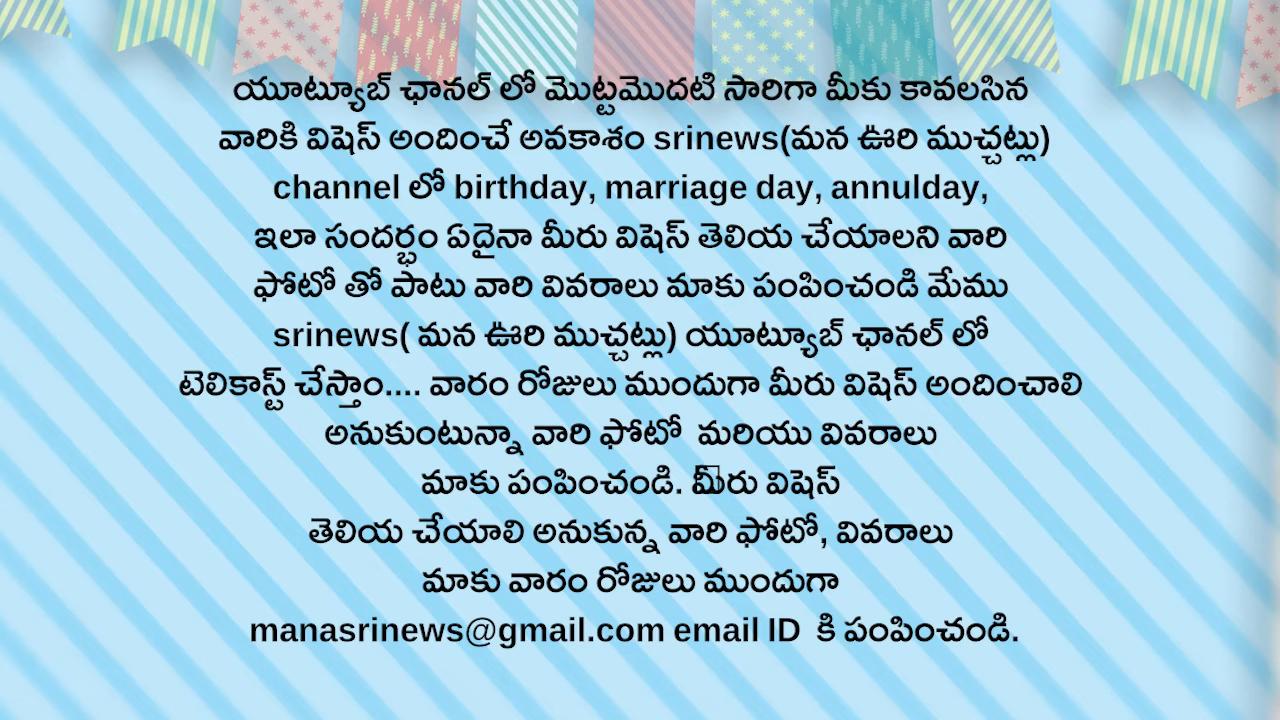 యూట్యూబ్ ఛానల్ లో మొట్టమొదటి సారిగా మీకు కావలసిన
వారికి విషెస్ అందించే అవకాశం srinews(మన ఊరి ముచ్చట్లు)
channel లో birthday, marriage day, annulday,
ఇలా సందర్భం ఏదైనా మీరు విషెస్ తెలియ చేయాలని వారి
ఫోటో తో పాటు వారి వివరాలు మాకు పంపించండి మేము
srinews( మన ఊరి ముచ్చట్లు) యూట్యూబ్ ఛానల్ లో
టెలికాస్ట్ చేస్తాం.... వారం రోజులు ముందుగా మీరు విషెస్ అందించాలి
అనుకుంటున్నా వారి ఫోటో  మరియు వివరాలు
మాకు పంపించండి. మీరు విషెస్
తెలియ చేయాలి అనుకున్న వారి ఫోటో, వివరాలు
మాకు వారం రోజులు ముందుగా
manasrinews@gmail.com email ID  కి పంపించండి.